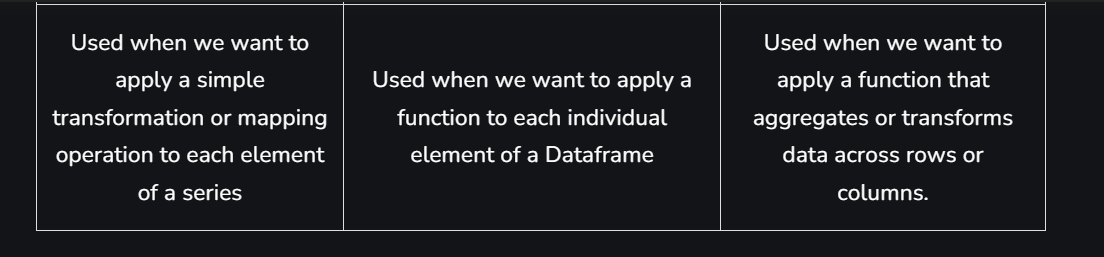 Used when we want to
apply a simple
transformation or mapping
operation to each element
of a series
Used when we want to apply a
function to each individual
element of a Dataframe
Used when we want to
apply a function that
aggregates or transforms
data across rows or
columns.